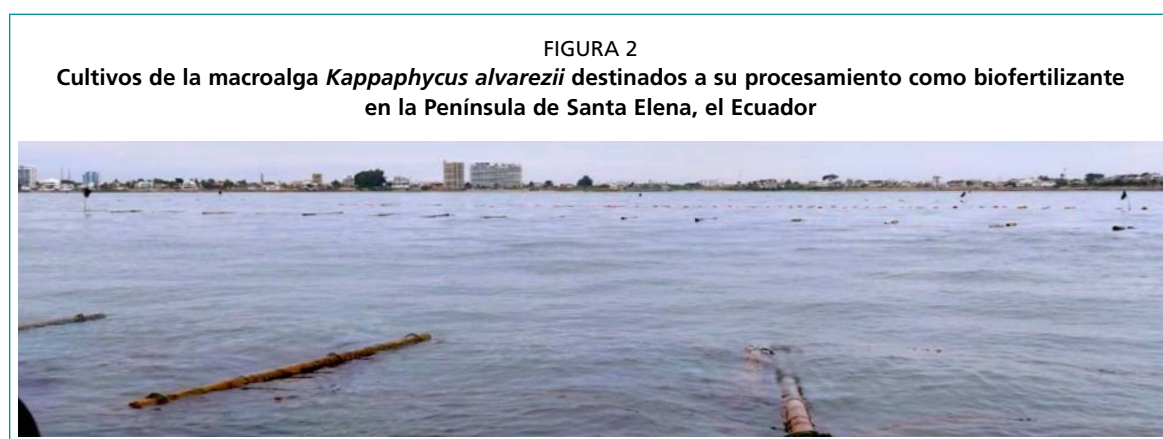 FIGURA 2
Cultivos de la macroalga Kappaphycus alvarezii destinados a su procesamiento como biofertilizante
en la Península de Santa Elena, el Ecuador